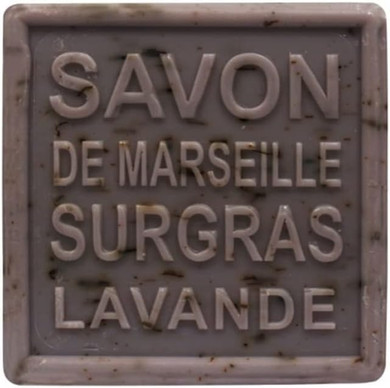 SAVON
DE MARSEILLE
SURGRAS
LAVANDE